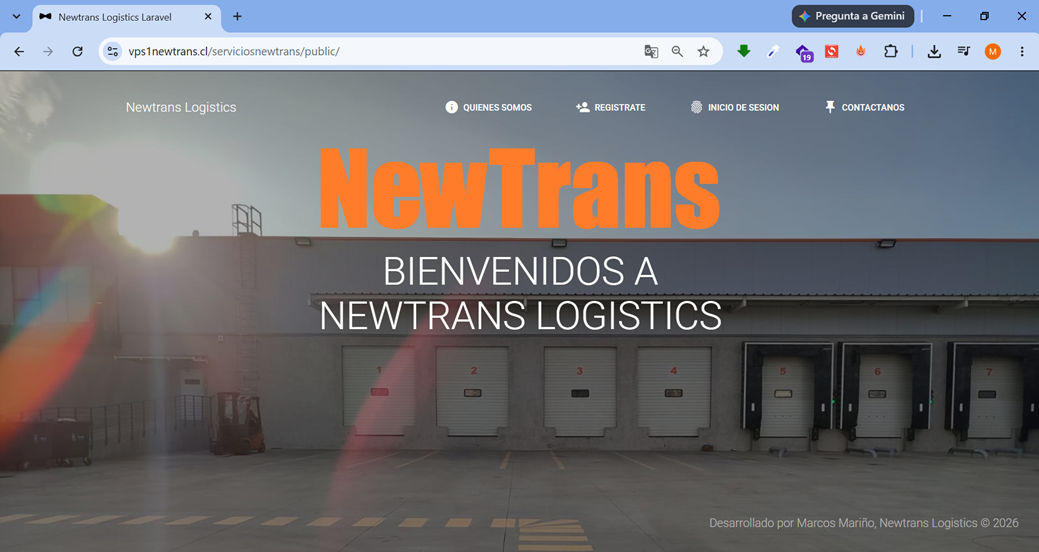 Newtrans Logistics Laravel
Pregunta a Gemini
vps1newtrans.cl/serviciosnewtrans/public/
19
M
Newtrans Logistics
QUIENES SOMOS
REGISTRATE
INICIO DE SESION
CONTACTANOS
NewTrans
BIENVENIDOS A
NEWTRANS LOGISTICS
1 2 3 4 5 6 7
Desarrollado por Marcos Mariño, Newtrans Logistics © 2026